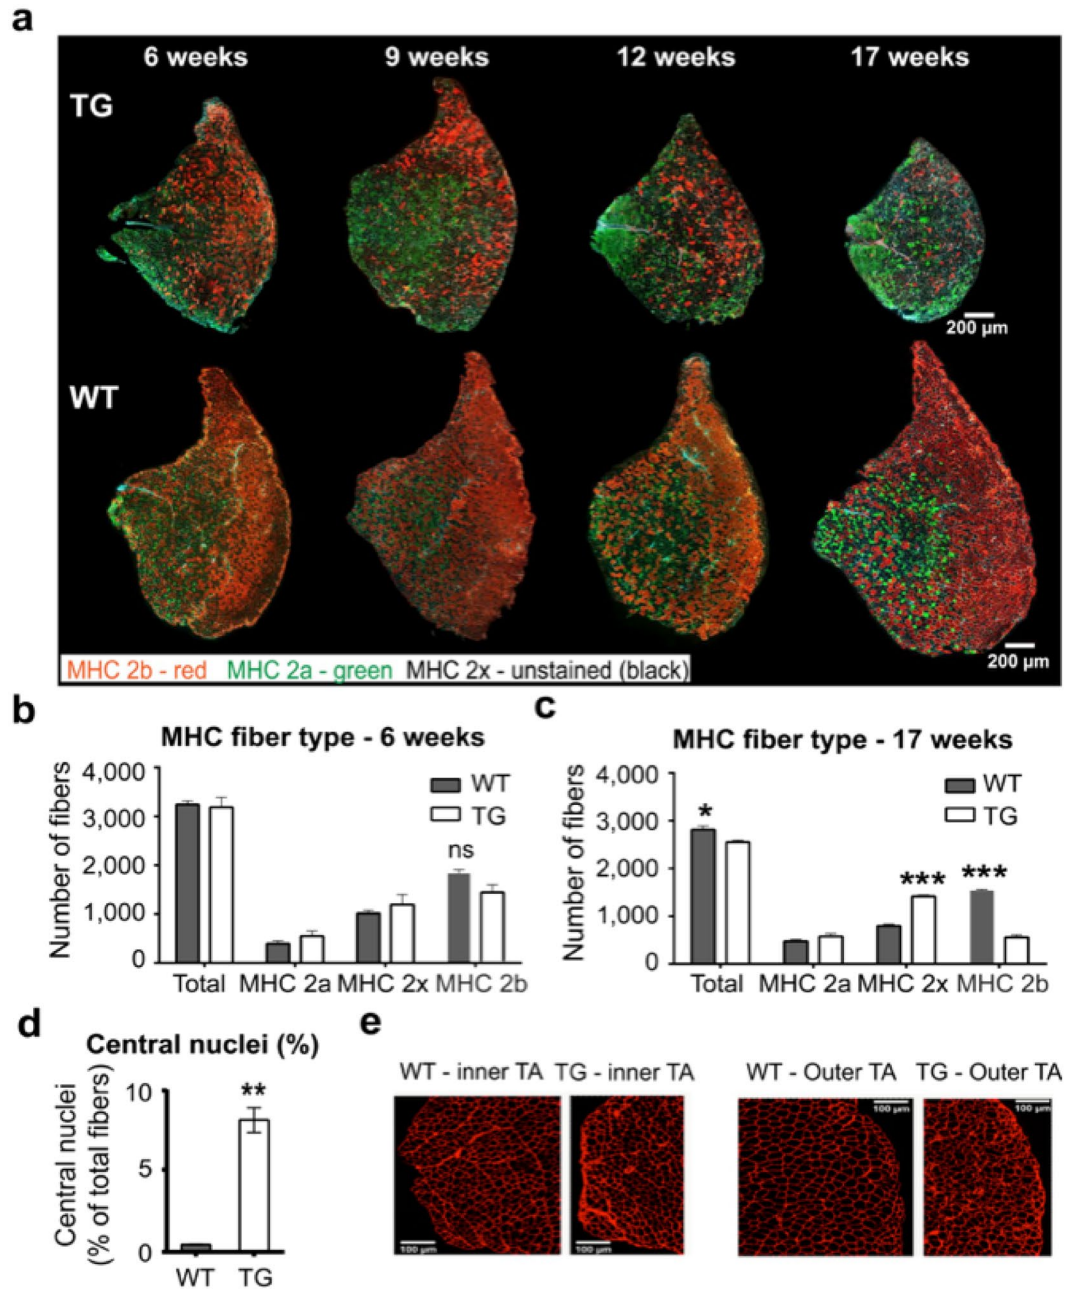 a
6 weeks 9 weeks 12 weeks 17 weeks
TG
200 µm
WT
200 µm
MHC 2b - red MHC 2a - green MHC 2x - unstained (black)
b
MHC fiber type - 6 weeks
Number of fibers
4,000
3,000
2,000
1,000
0
WT
TG
ns
Total MHC 2a MHC 2x MHC 2b
c
MHC fiber type - 17 weeks
Number of fibers
4,000
3,000
2,000
1,000
0
WT
TG
*
***
***
Total MHC 2a MHC 2x MHC 2b
d
Central nuclei (%)
Central nuclei
(% of total fibers)
10
5
0
**
WT TG
e
WT - inner TA TG - inner TA WT - Outer TA TG - Outer TA
100 µm
100 µm
100 µm
100 µm